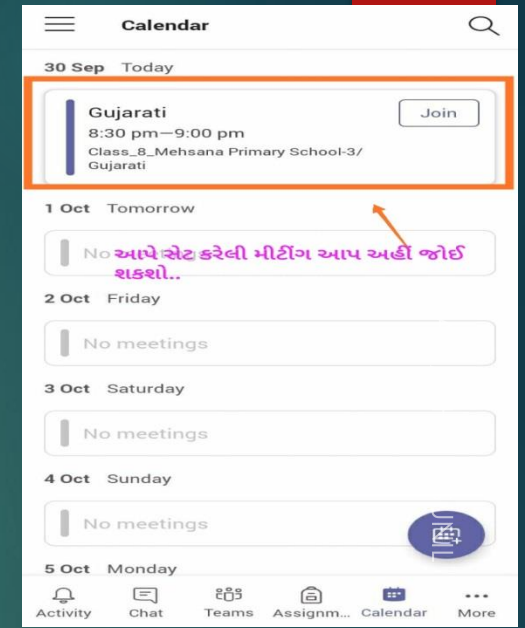 Calendar
30 Sep Today
Gujarati
Join
8:30 pm—9:00 pm
Class_8_Mehsana Primary School-3/
Gujarati
1 Oct Tomorrow
No meetings
આપે સેટ કરેલી મીટીંગ આપ અહીં જોઈ
શકશો..
2 Oct Friday
No meetings
3 Oct Saturday
No meetings
4 Oct Sunday
No meetings
5 Oct Monday
Activity Chat Teams Assignm... Calendar More